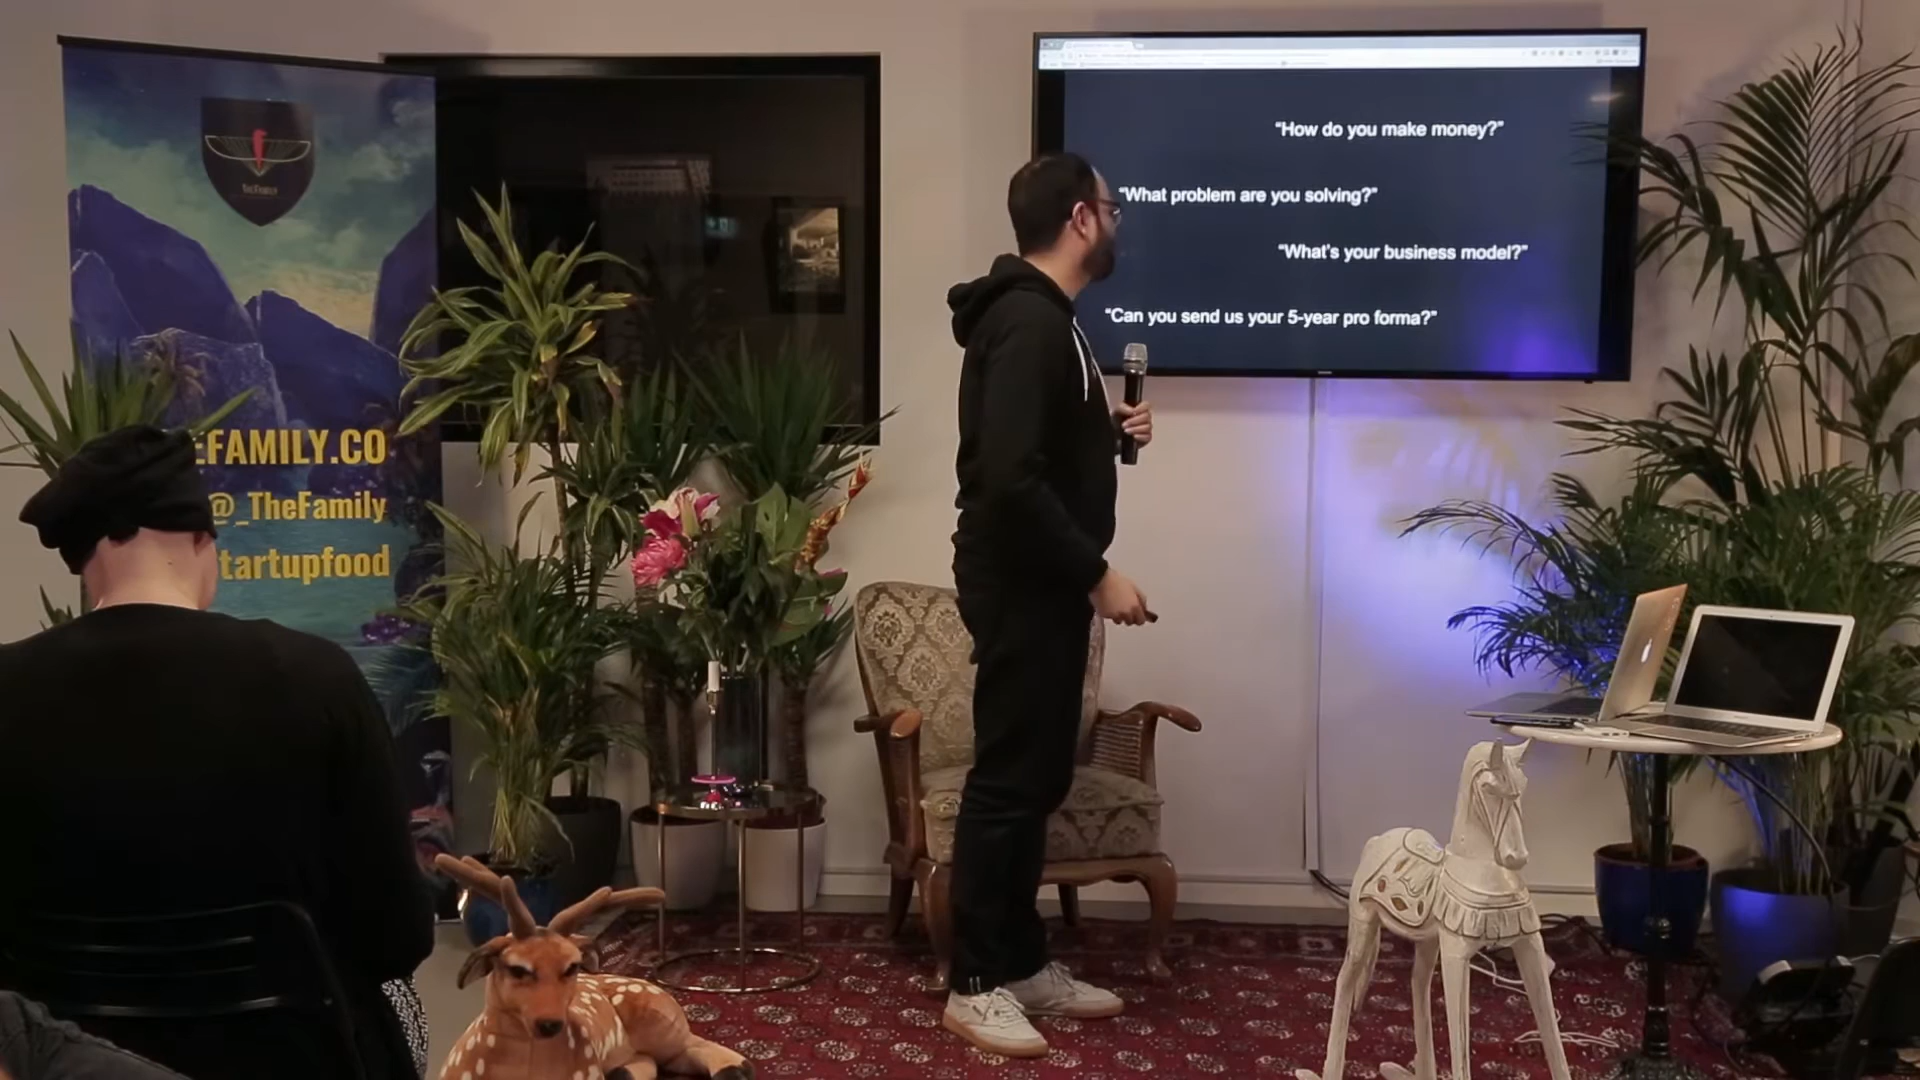 THEFAMILY
EFAMILY.CO
@_TheFamily
tartupfood
“How do you make money?”
“What problem are you solving?”
“What's your business model?”
“Can you send us your 5-year pro forma?”